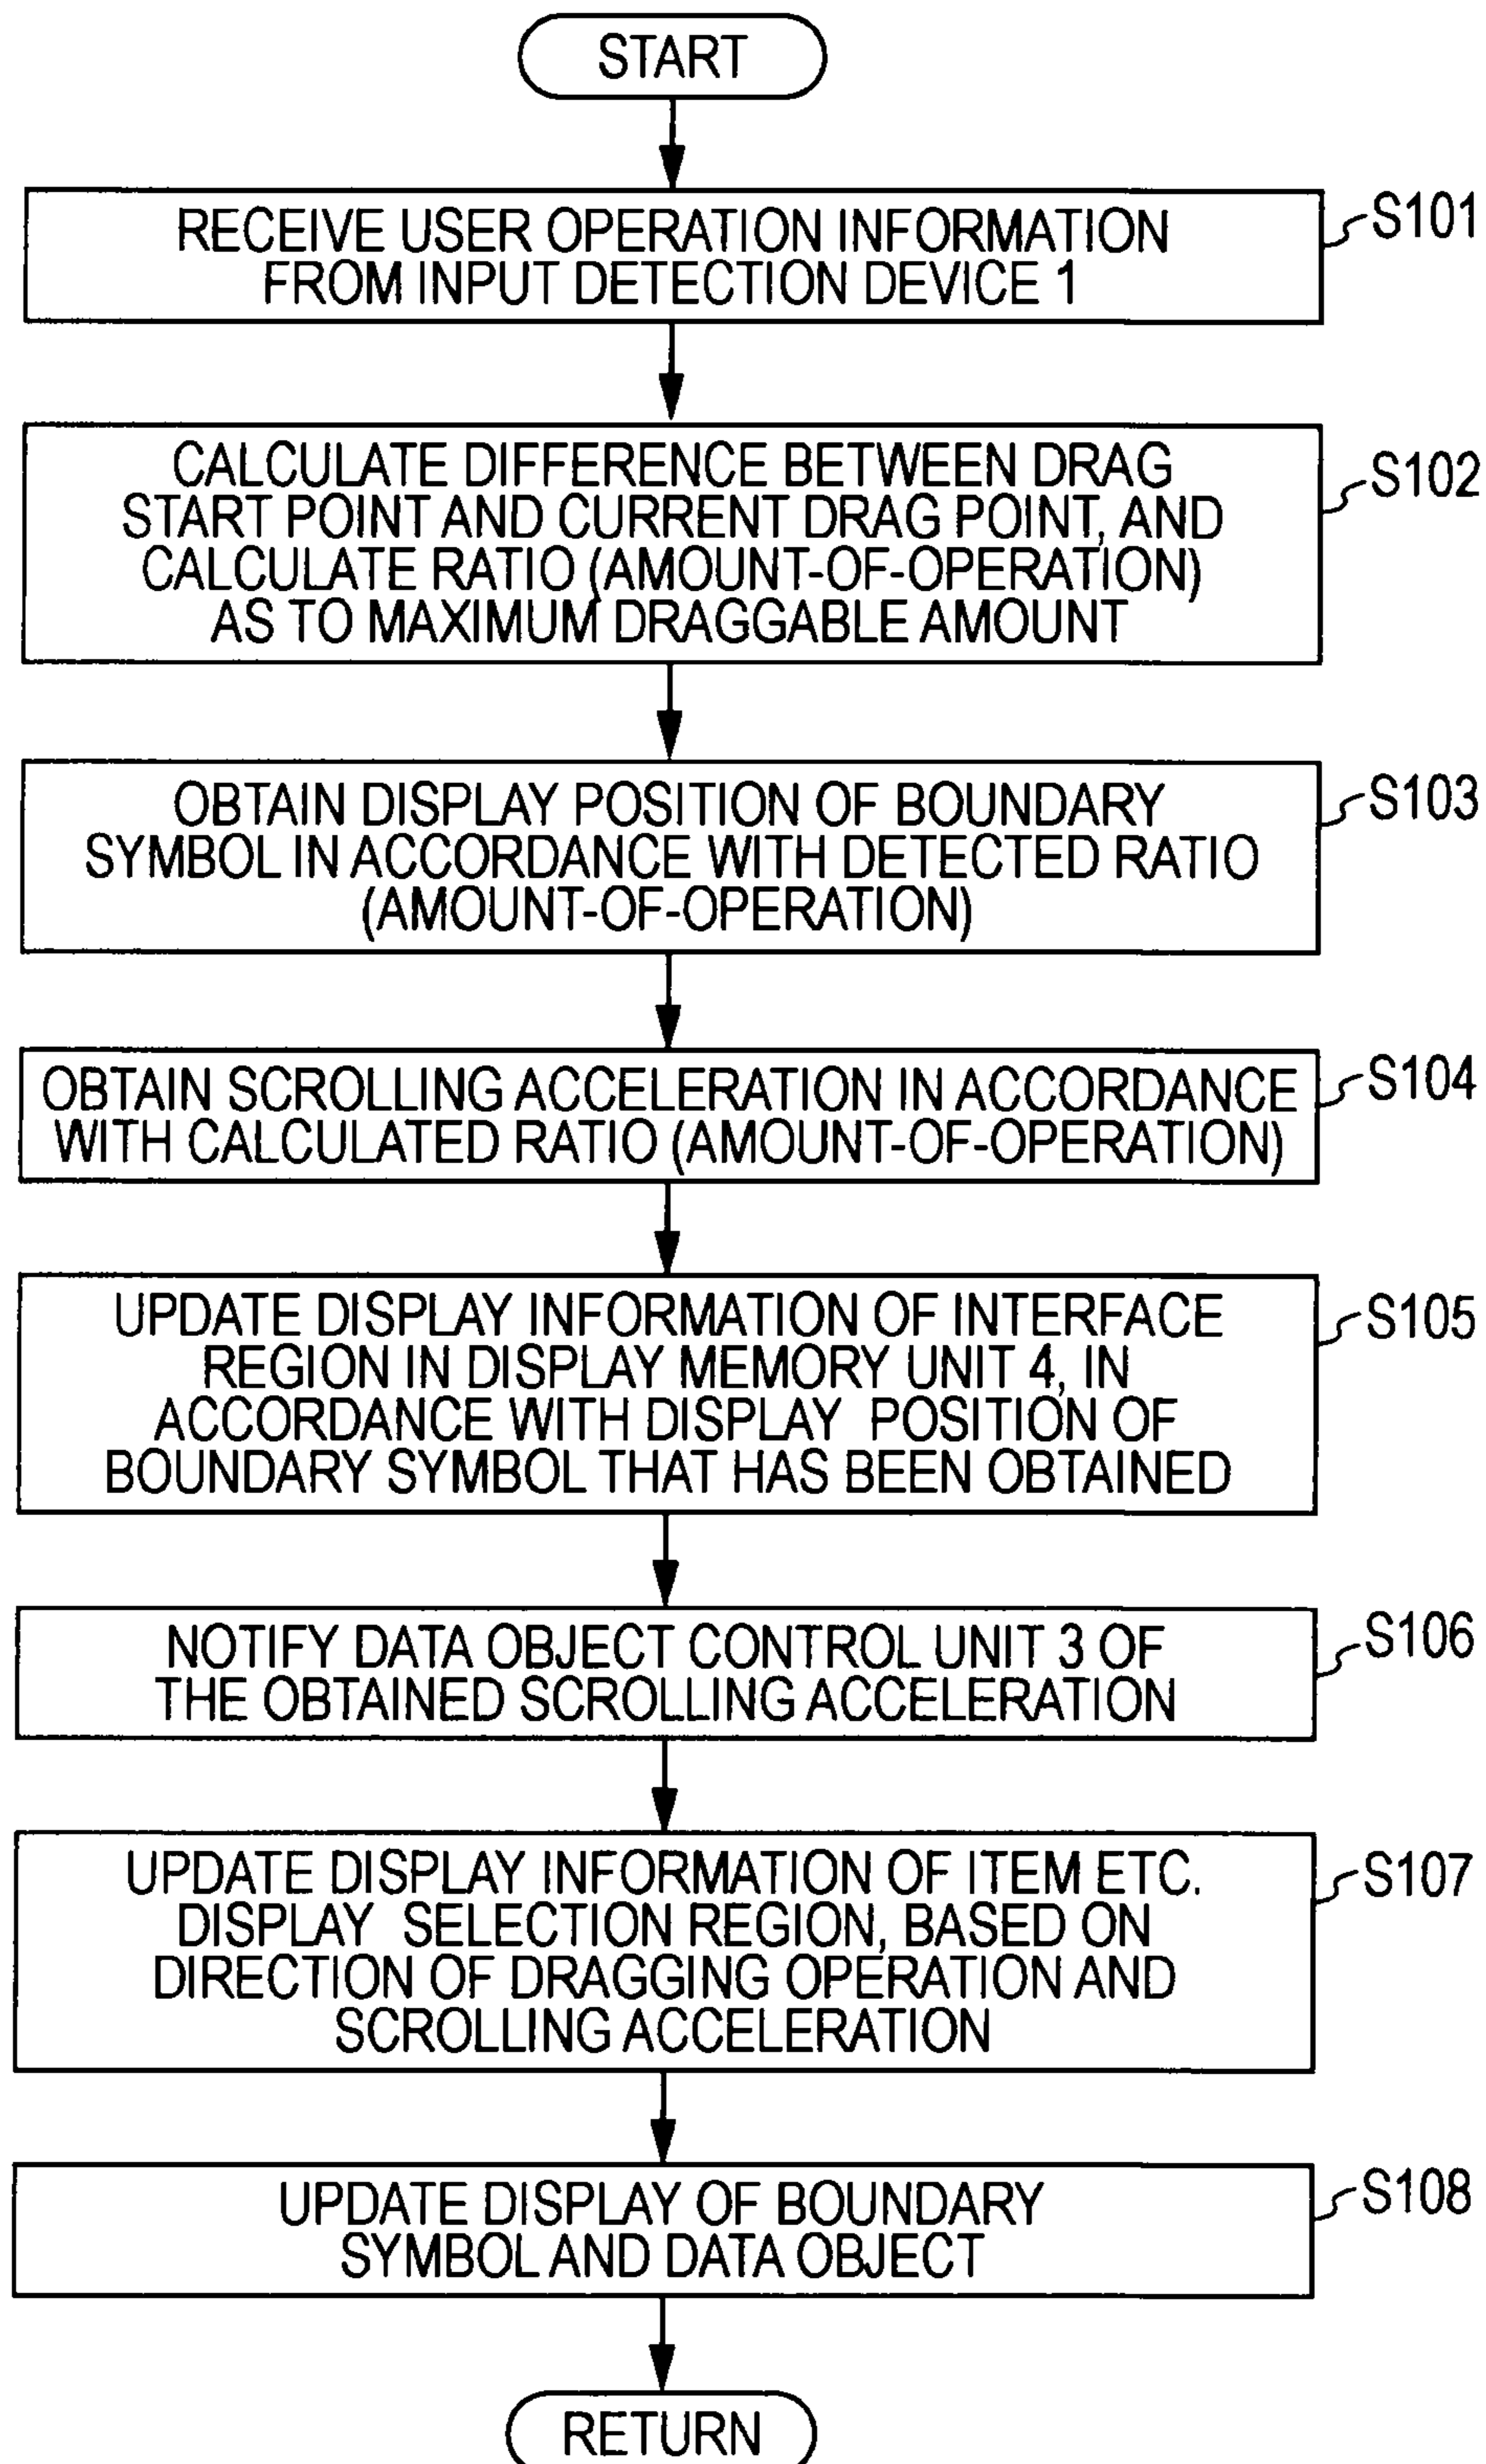 START
RECEIVE USER OPERATION INFORMATION
FROM INPUT DETECTION DEVICE 1
S101
CALCULATE DIFFERENCE BETWEEN DRAG
START POINT AND CURRENT DRAG POINT, AND
CALCULATE RATIO (AMOUNT-OF-OPERATION)
AS TO MAXIMUM DRAGGABLE AMOUNT
S102
OBTAIN DISPLAY POSITION OF BOUNDARY
SYMBOL IN ACCORDANCE WITH DETECTED RATIO
(AMOUNT-OF-OPERATION)
S103
OBTAIN SCROLLING ACCELERATION IN ACCORDANCE
WITH CALCULATED RATIO (AMOUNT-OF-OPERATION)
S104
UPDATE DISPLAY INFORMATION OF INTERFACE
REGION IN DISPLAY MEMORY UNIT 4, IN
ACCORDANCE WITH DISPLAY POSITION OF
BOUNDARY SYMBOL THAT HAS BEEN OBTAINED
S105
NOTIFY DATA OBJECT CONTROL UNIT 3 OF
THE OBTAINED SCROLLING ACCELERATION
S106
UPDATE DISPLAY INFORMATION OF ITEM ETC.
DISPLAY SELECTION REGION, BASED ON
DIRECTION OF DRAGGING OPERATION AND
SCROLLING ACCELERATION
S107
UPDATE DISPLAY OF BOUNDARY
SYMBOL AND DATA OBJECT
S108
RETURN